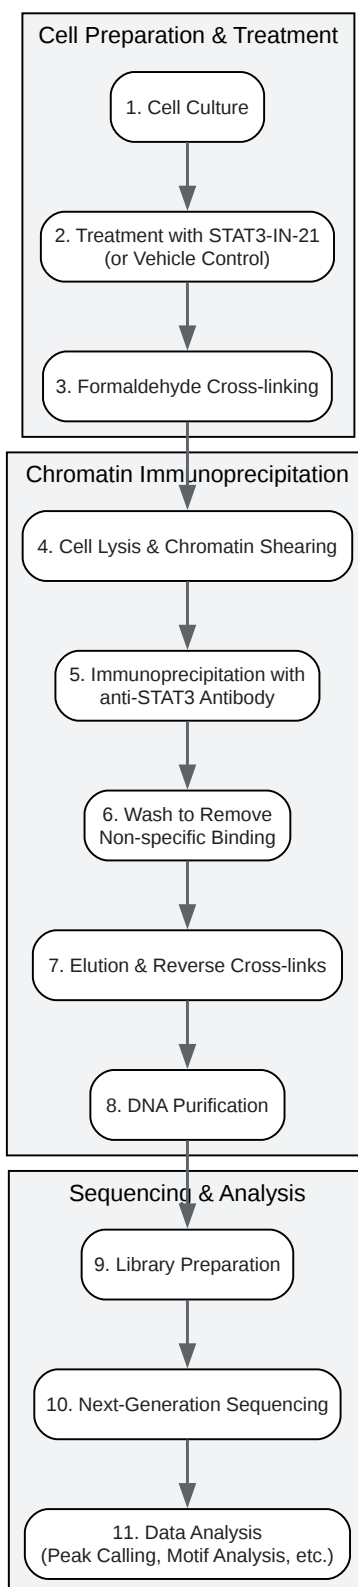 Cell Preparation & Treatment
1. Cell Culture
2. Treatment with STAT3-IN-21
(or Vehicle Control)
3. Formaldehyde Cross-linking
Chromatin Immunoprecipitation
4. Cell Lysis & Chromatin Shearing
5. Immunoprecipitation with
anti-STAT3 Antibody
6. Wash to Remove
Non-specific Binding
7. Elution & Reverse Cross-links
8. DNA Purification
Sequencing & Analysis
9. Library Preparation
10. Next-Generation Sequencing
11. Data Analysis
(Peak Calling, Motif Analysis, etc.)